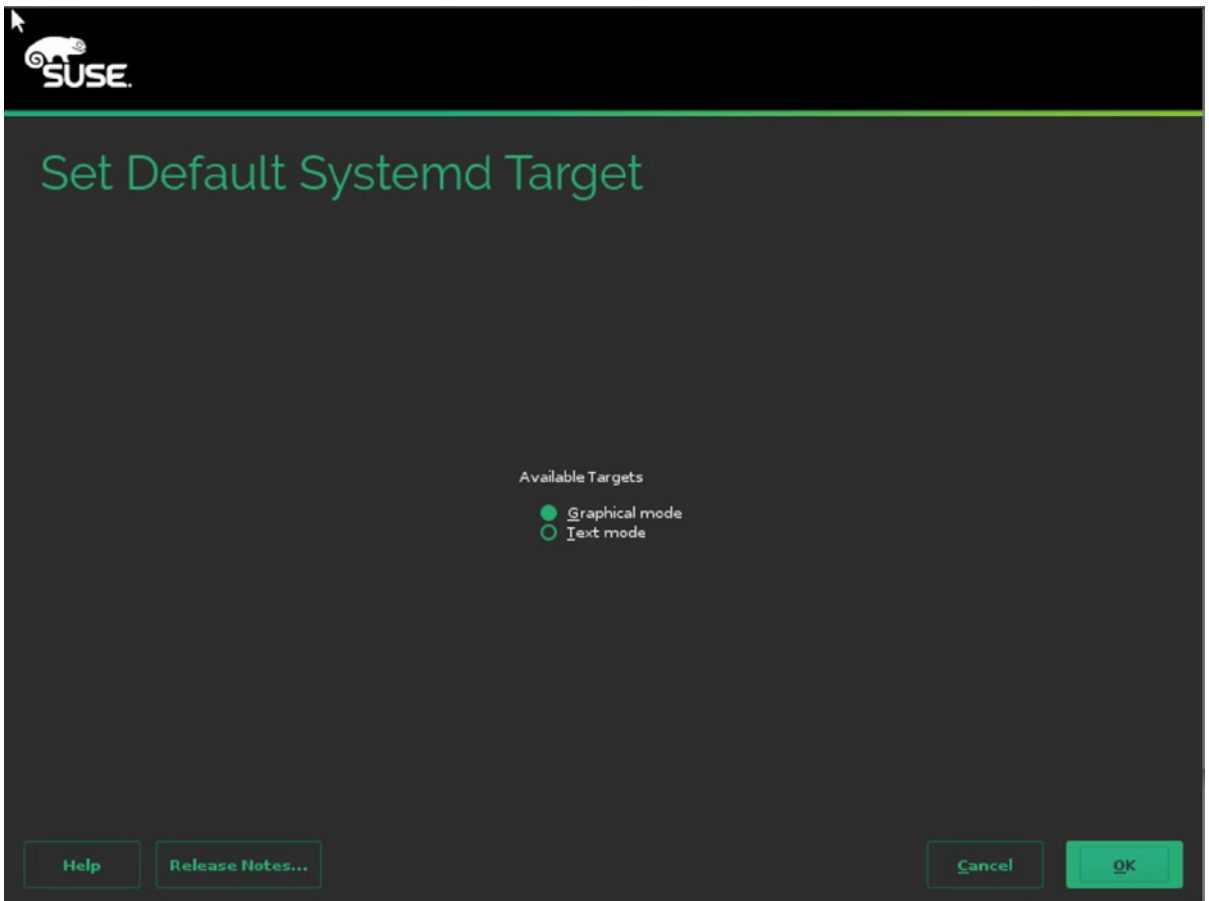 SUSE.
Set Default Systemd Target
Available Targets
Graphical mode
Text mode
Help
Release Notes...
Cancel
OK